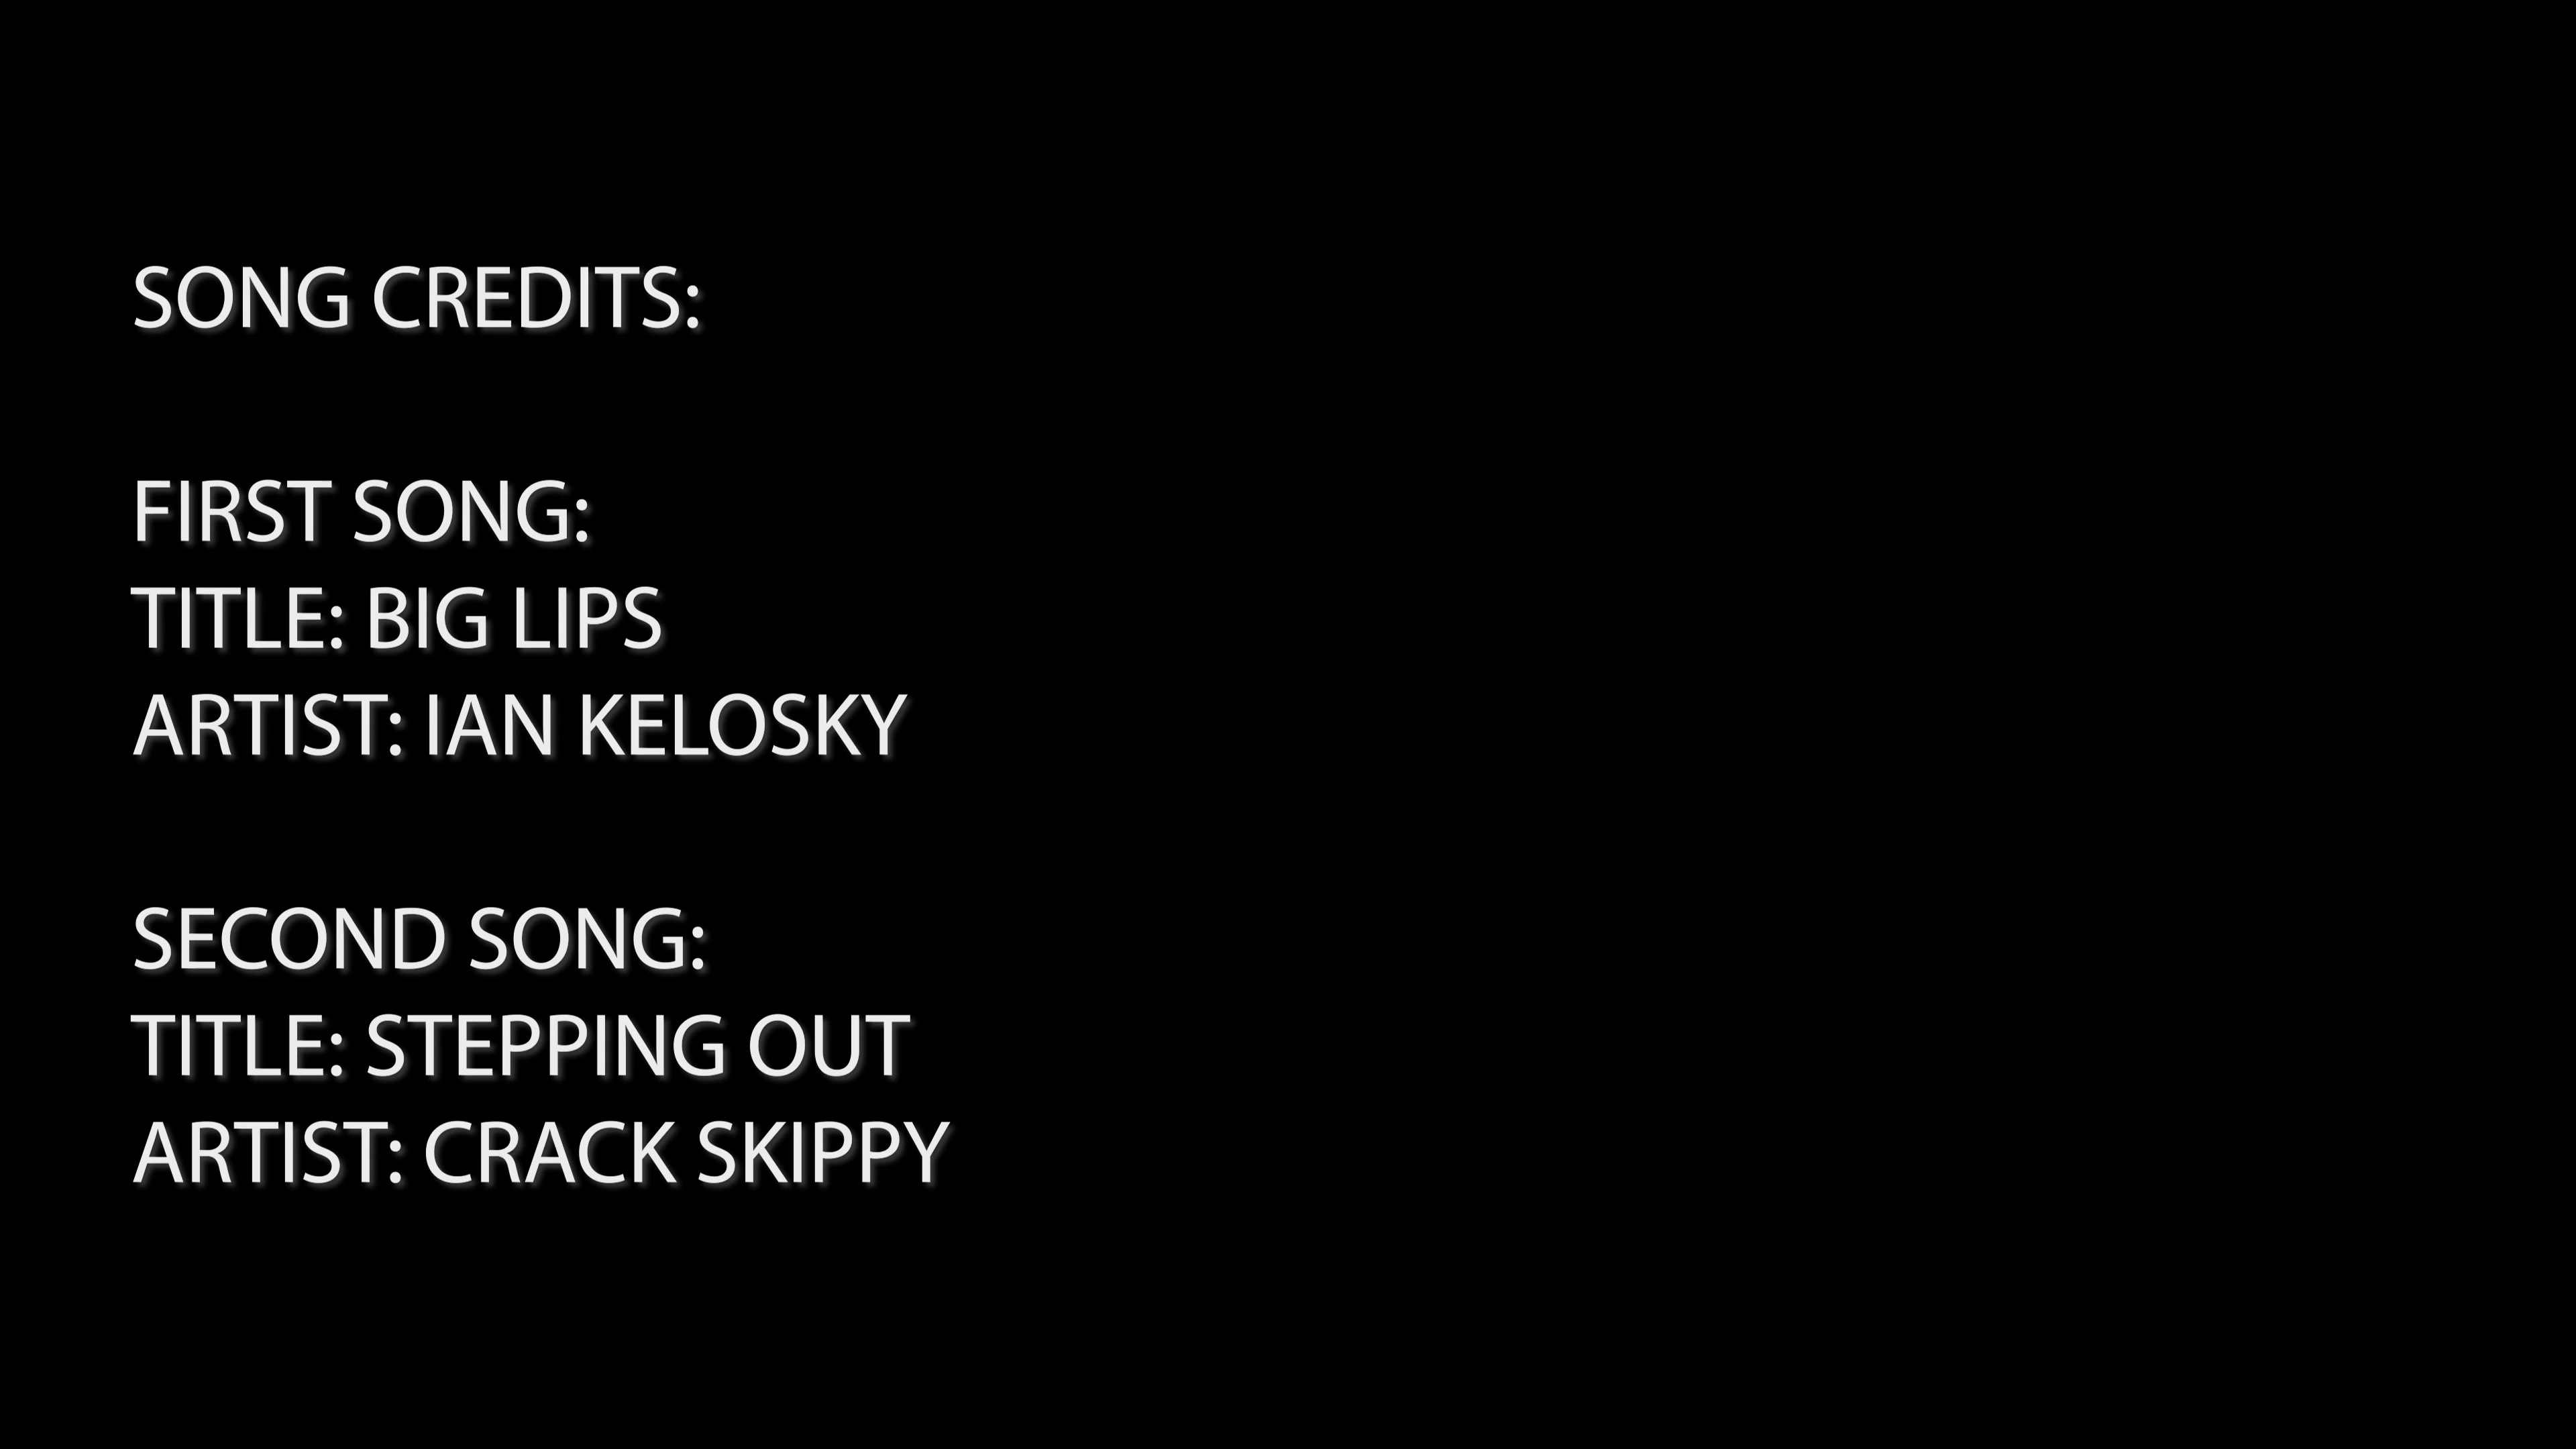 SONG CREDITS:
FIRST SONG:
TITLE: BIG LIPS
ARTIST: IAN KELOSKY
SECOND SONG:
TITLE: STEPPING OUT
ARTIST: CRACK SKIPPY